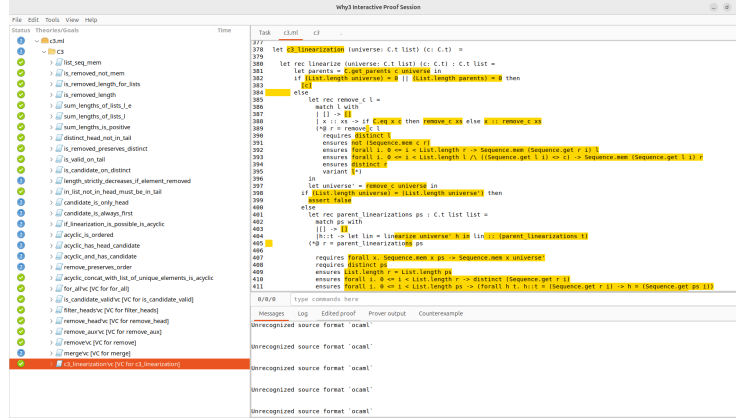 Why3 Interactive Proof Session
File Edit Tools View Help
Status Theories/Goals Time
c3.ml
C3
list_seq_mem
is_removed_not_mem
is_removed_length_for_lists
is_removed_length
sum_lengths_of_lists_l_e
sum_lengths_of_lists_l
sum_lengths_is_positive
distinct_head_not_in_tail
is_removed_preserves_distinct
is_valid_on_tail
is_candidate_on_distinct
length_strictly_decreases_if_element_removed
in_list_not_in_head_must_be_in_tail
candidate_is_only_head
candidate_is_always_first
if_linearization_is_possible_is_acyclic
acyclic_is_ordered
acyclic_has_head_candidate
acyclic_and_has_candidate
remove_preserves_order
acyclic_concat_with_list_of_unique_elements_is_acyclic
for_all'vc [VC for for_all]
is_candidate_valid'vc [VC for is_candidate_valid]
filter_heads'vc [VC for filter_heads]
remove_head'vc [VC for remove_head]
remove_aux'vc [VC for remove_aux]
remove'vc [VC for remove]
merge'vc [VC for merge]
c3_linearization'vc [VC for c3_linearization]
Task c3.ml c3
377
378 let c3_linearization (universe: C.t list) (c: C.t) =
379
380 let rec linearize (universe: C.t list) (c: C.t) : C.t list =
381 let parents = C.get_parents c universe in
382 if (List.length universe) = 0 || (List.length parents) = 0 then
383 [c]
384 else
385 let rec remove_c l =
386 match l with
387 | [] -> []
388 | x :: xs -> if C.eq x c then remove_c xs else x :: remove_c xs
389 (*@ r = remove_c l
390 requires distinct l
391 ensures not (Sequence.mem c r)
392 ensures forall i. 0 <= i < List.length r -> Sequence.mem (Sequence.get r i) l
393 ensures forall i. 0 <= i < List.length l /\ ((Sequence.get l i) <> c) -> Sequence.mem (Sequence.get l i) r
394 ensures distinct r
395 variant l*)
396 in
397 let universe' = remove_c universe in
398 if (List.length universe) = (List.length universe') then
399 assert false
400 else
401 let rec parent_linearizations ps : C.t list list =
402 match ps with
403 |[] -> []
404 |h::t -> let lin = linearize universe' h in lin :: (parent_linearizations t)
405 (*@ r = parent_linearizations ps
406
407 requires forall x. Sequence.mem x ps -> Sequence.mem x universe'
408 requires distinct ps
409 ensures List.length r = List.length ps
410 ensures forall i. 0 <= i < List.length r -> distinct (Sequence.get r i)
411 ensures forall i. 0 <= i < List.length ps -> (forall h t. h::t = (Sequence.get r i) -> h = (Sequence.get ps i))
0/0/0 type commands here
Messages Log Edited proof Prover output Counterexample
Unrecognized source format `ocaml`
Unrecognized source format `ocaml`
Unrecognized source format `ocaml`
Unrecognized source format `ocaml`
Unrecognized source format `ocaml`